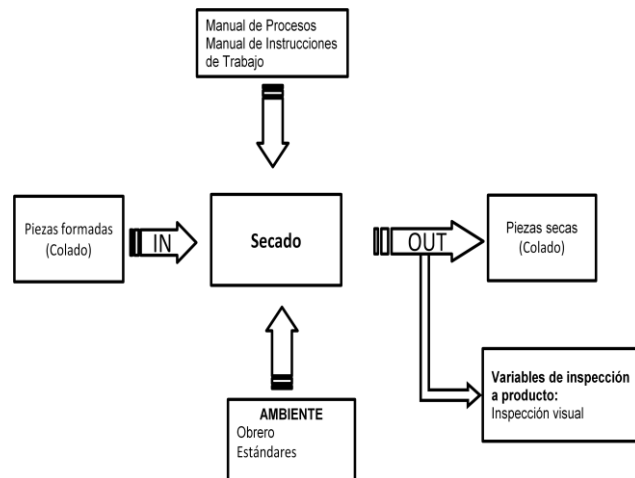 Manual de Procesos
Manual de Instrucciones
de Trabajo
Piezas formadas
(Colado)
IN
Secado
OUT
Piezas secas
(Colado)
Variables de inspección
a producto:
Inspección visual
AMBIENTE
Obrero
Estándares